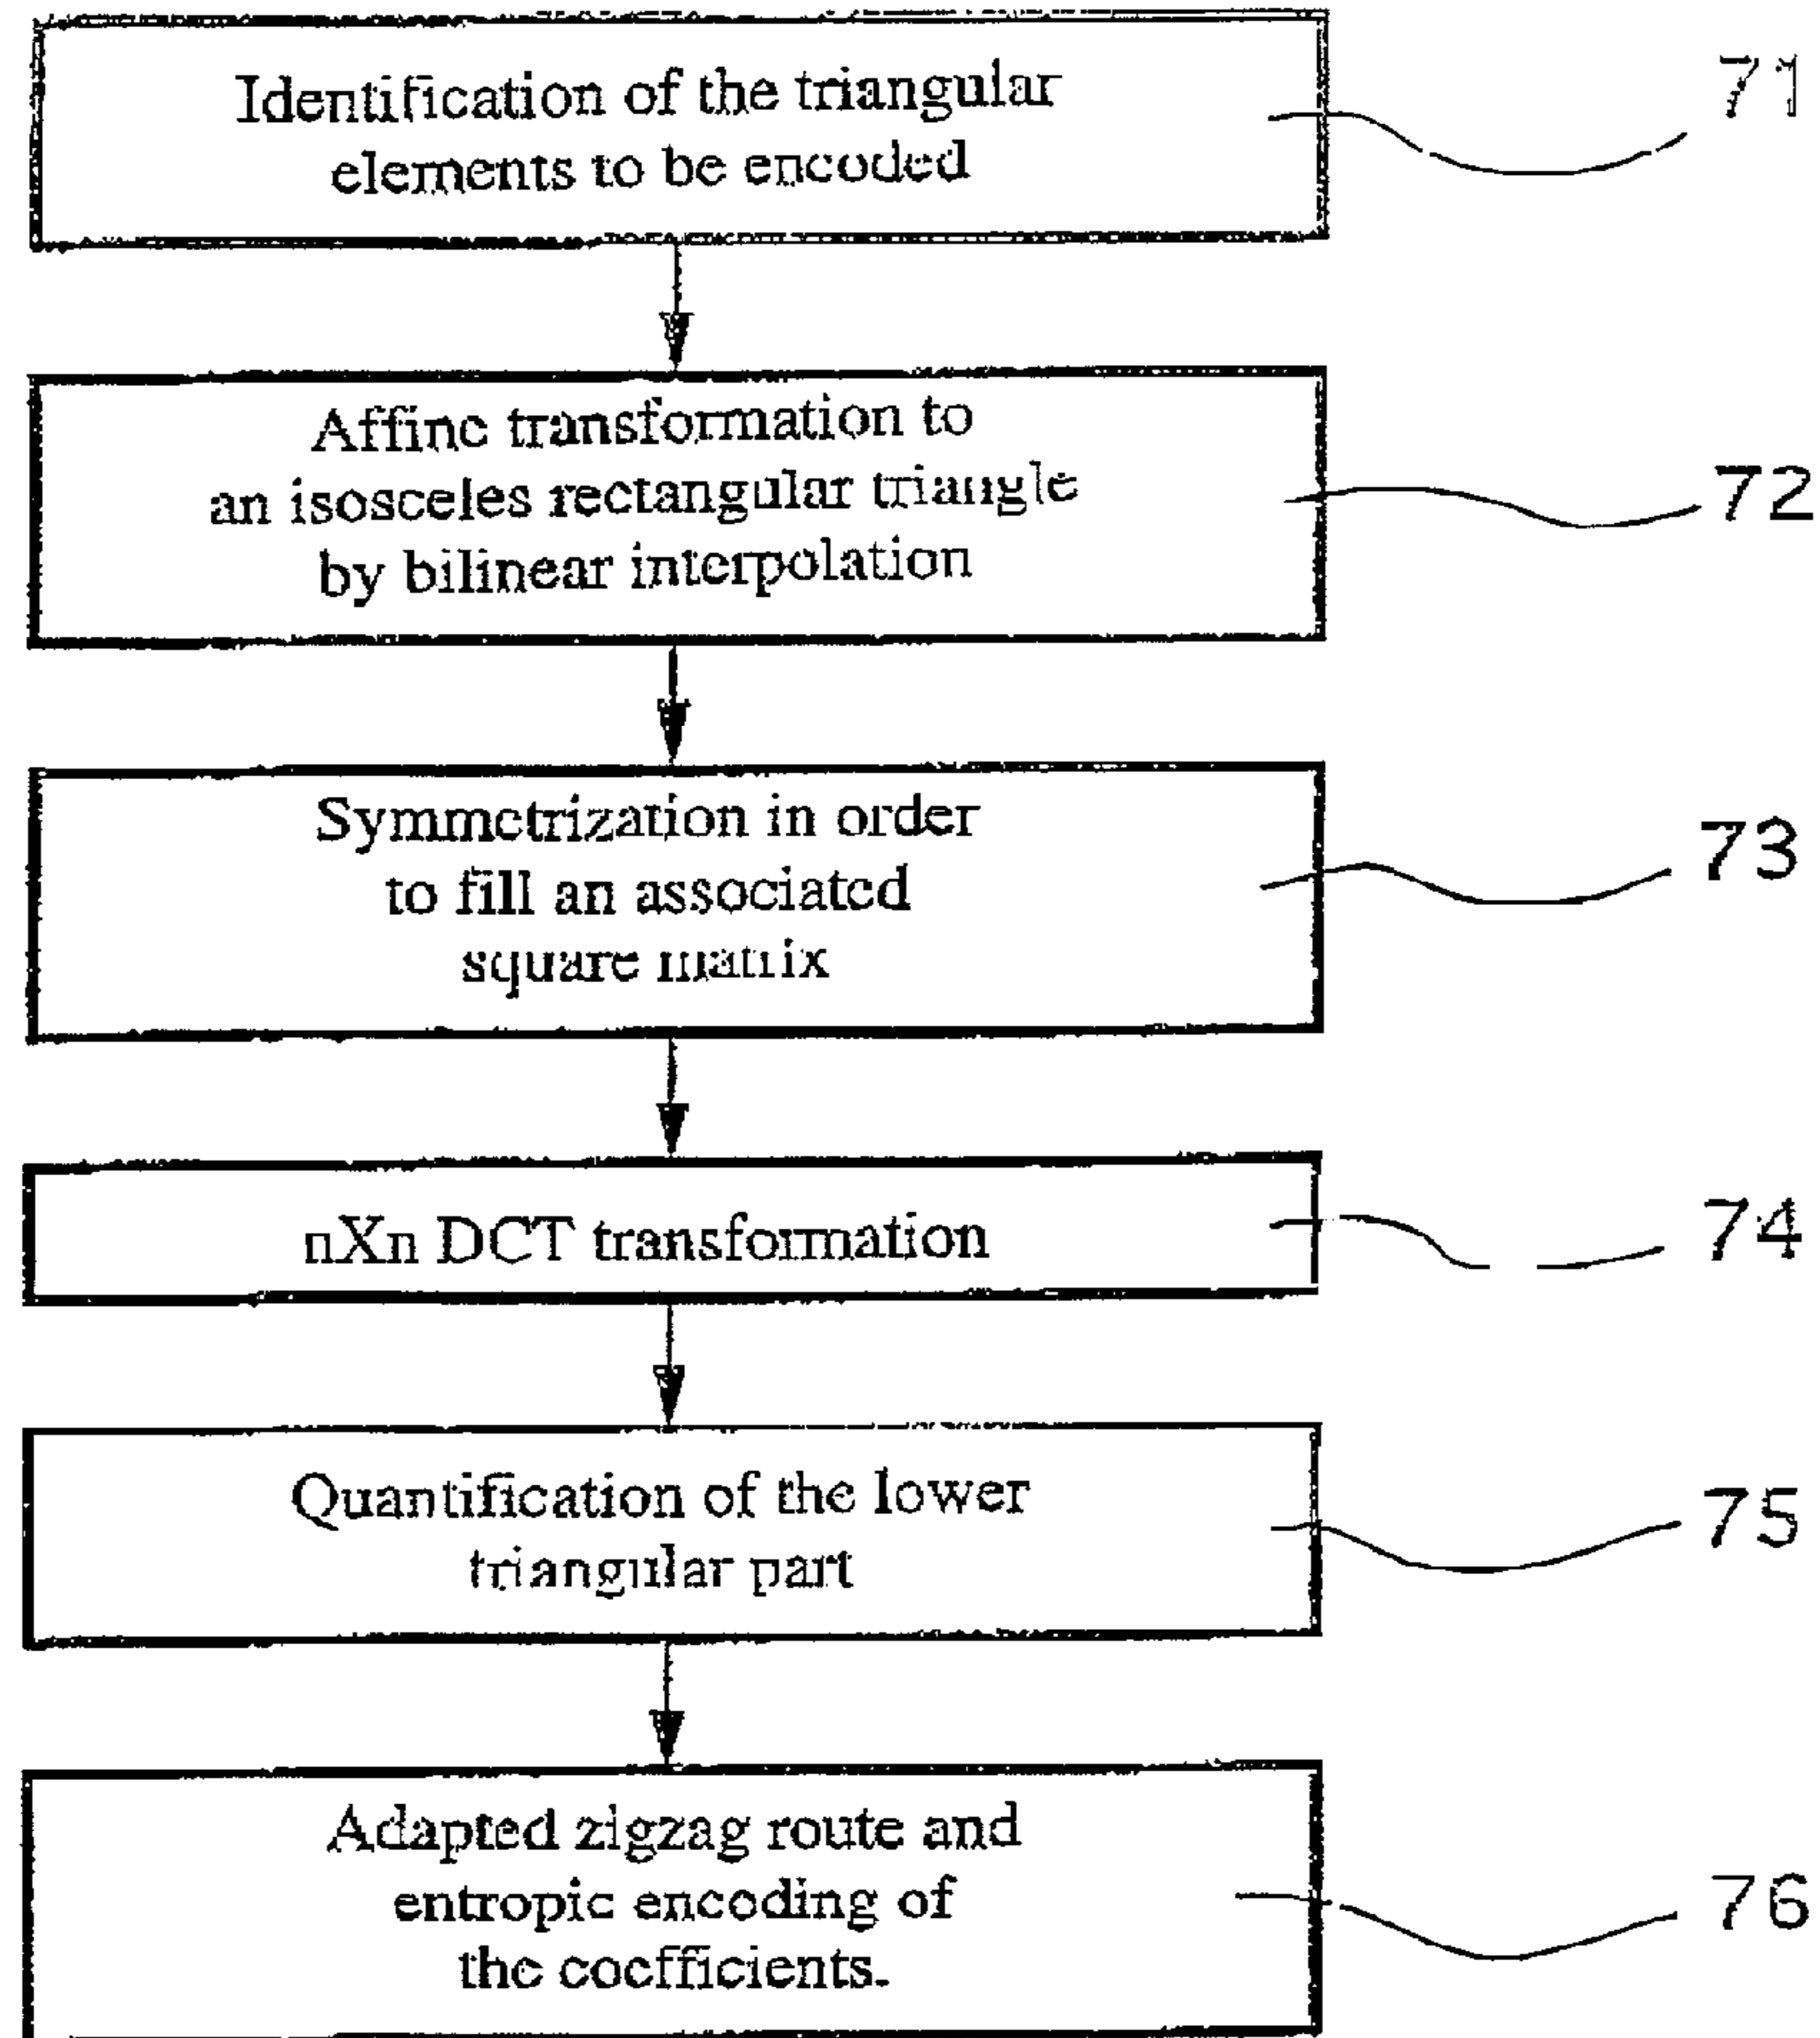 Identification of the triangular
elements to be encoded
71
Affine transformation to
an isosceles rectangular triangle
by bilinear interpolation
72
Symmetrization in order
to fill an associated
square matrix
73
nXn DCT transformation
74
Quantification of the lower
triangular part
75
Adapted zigzag route and
entropic encoding of
the coefficients.
76